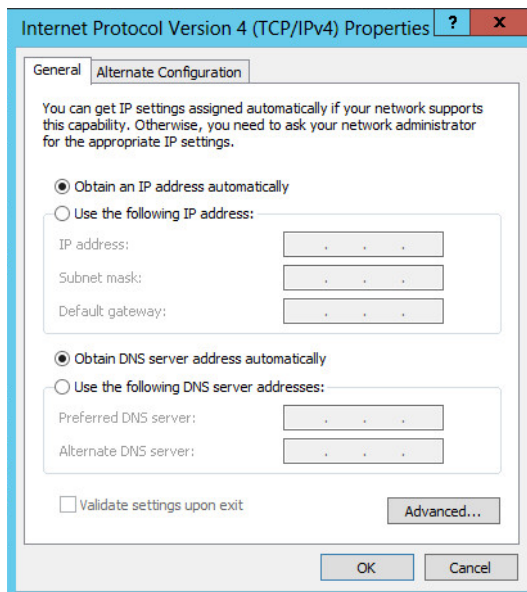 Internet Protocol Version 4 (TCP/IPv4) Properties ? x
General Alternate Configuration
You can get IP settings assigned automatically if your network supports
this capability. Otherwise, you need to ask your network administrator
for the appropriate IP settings.
Obtain an IP address automatically
Use the following IP address:
IP address: . . .
Subnet mask: . . .
Default gateway: . . .
Obtain DNS server address automatically
Use the following DNS server addresses:
Preferred DNS server: . . .
Alternate DNS server: . . .
Validate settings upon exit
Advanced...
OK Cancel